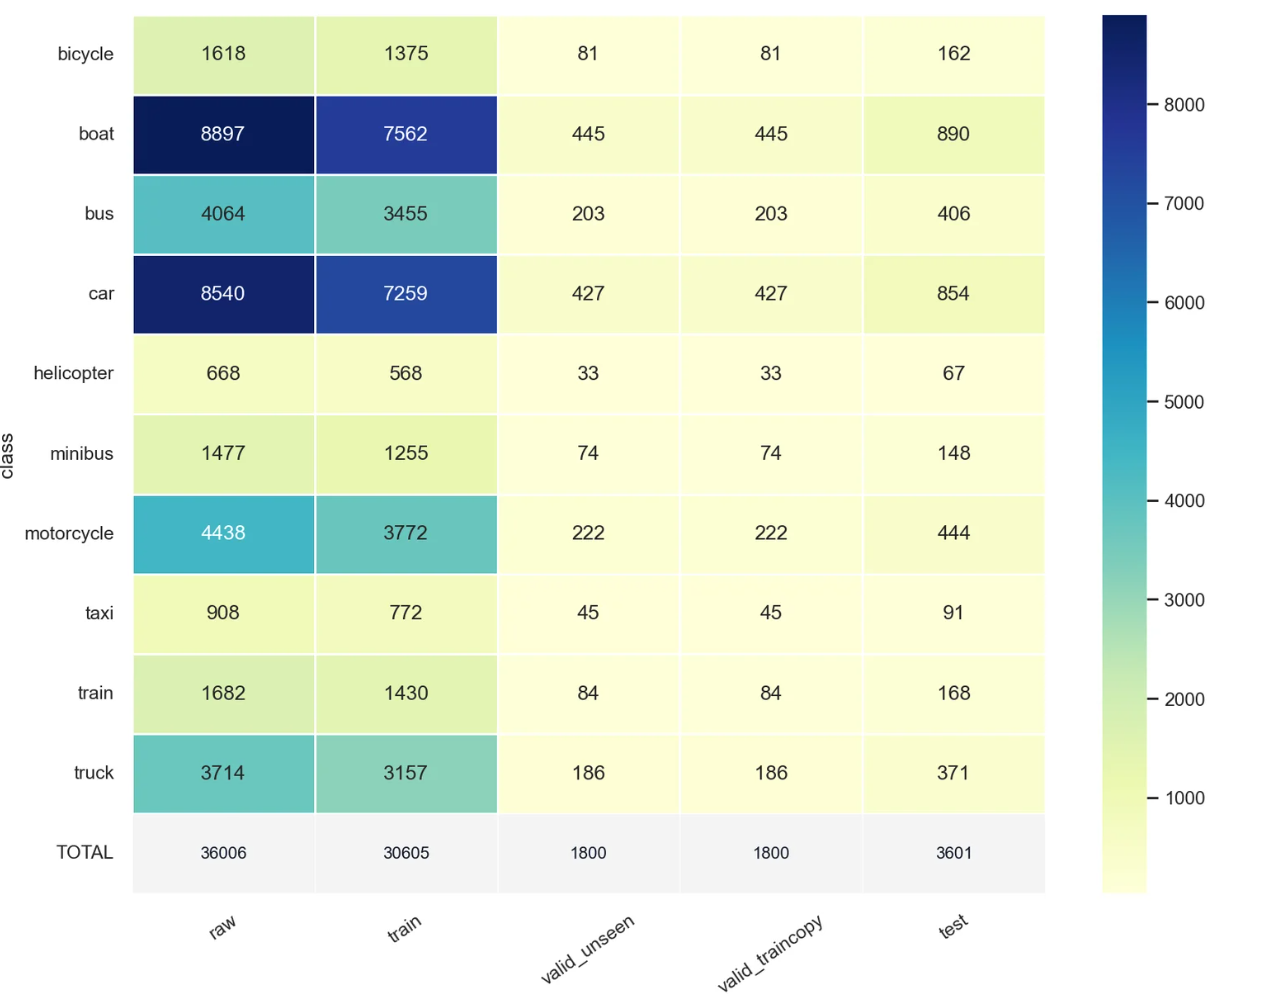 bicycle 1618 1375 81 81 162
boat 8897 7562 445 445 890
bus 4064 3455 203 203 406
car 8540 7259 427 427 854
helicopter 668 568 33 33 67
minibus 1477 1255 74 74 148
motorcycle 4438 3772 222 222 444
taxi 908 772 45 45 91
train 1682 1430 84 84 168
truck 3714 3157 186 186 371
TOTAL 36006 30605 1800 1800 3601
class
raw train valid_unseen valid_traincopy test
8000
7000
6000
5000
4000
3000
2000
1000